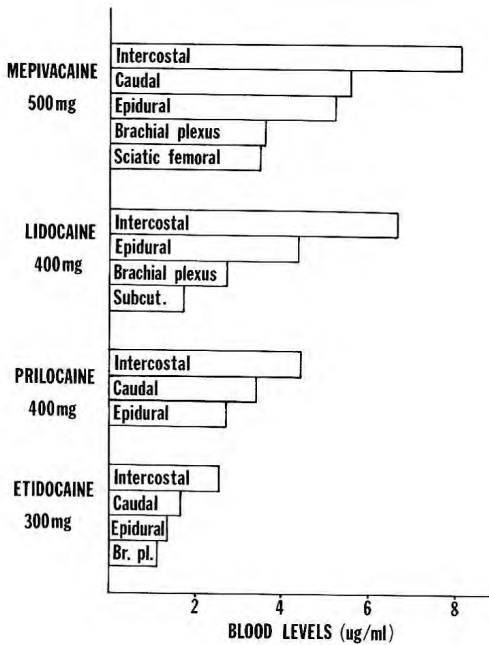 MEPIVACAINE
500mg
Intercostal
Caudal
Epidural
Brachial plexus
Sciatic femoral
LIDOCAINE
400mg
Intercostal
Epidural
Brachial plexus
Subcut.
PRILOCAINE
400mg
Intercostal
Caudal
Epidural
ETIDOCAINE
300mg
Intercostal
Caudal
Epidural
Br. pl.
2 4 6 8
BLOOD LEVELS (ug/ml)